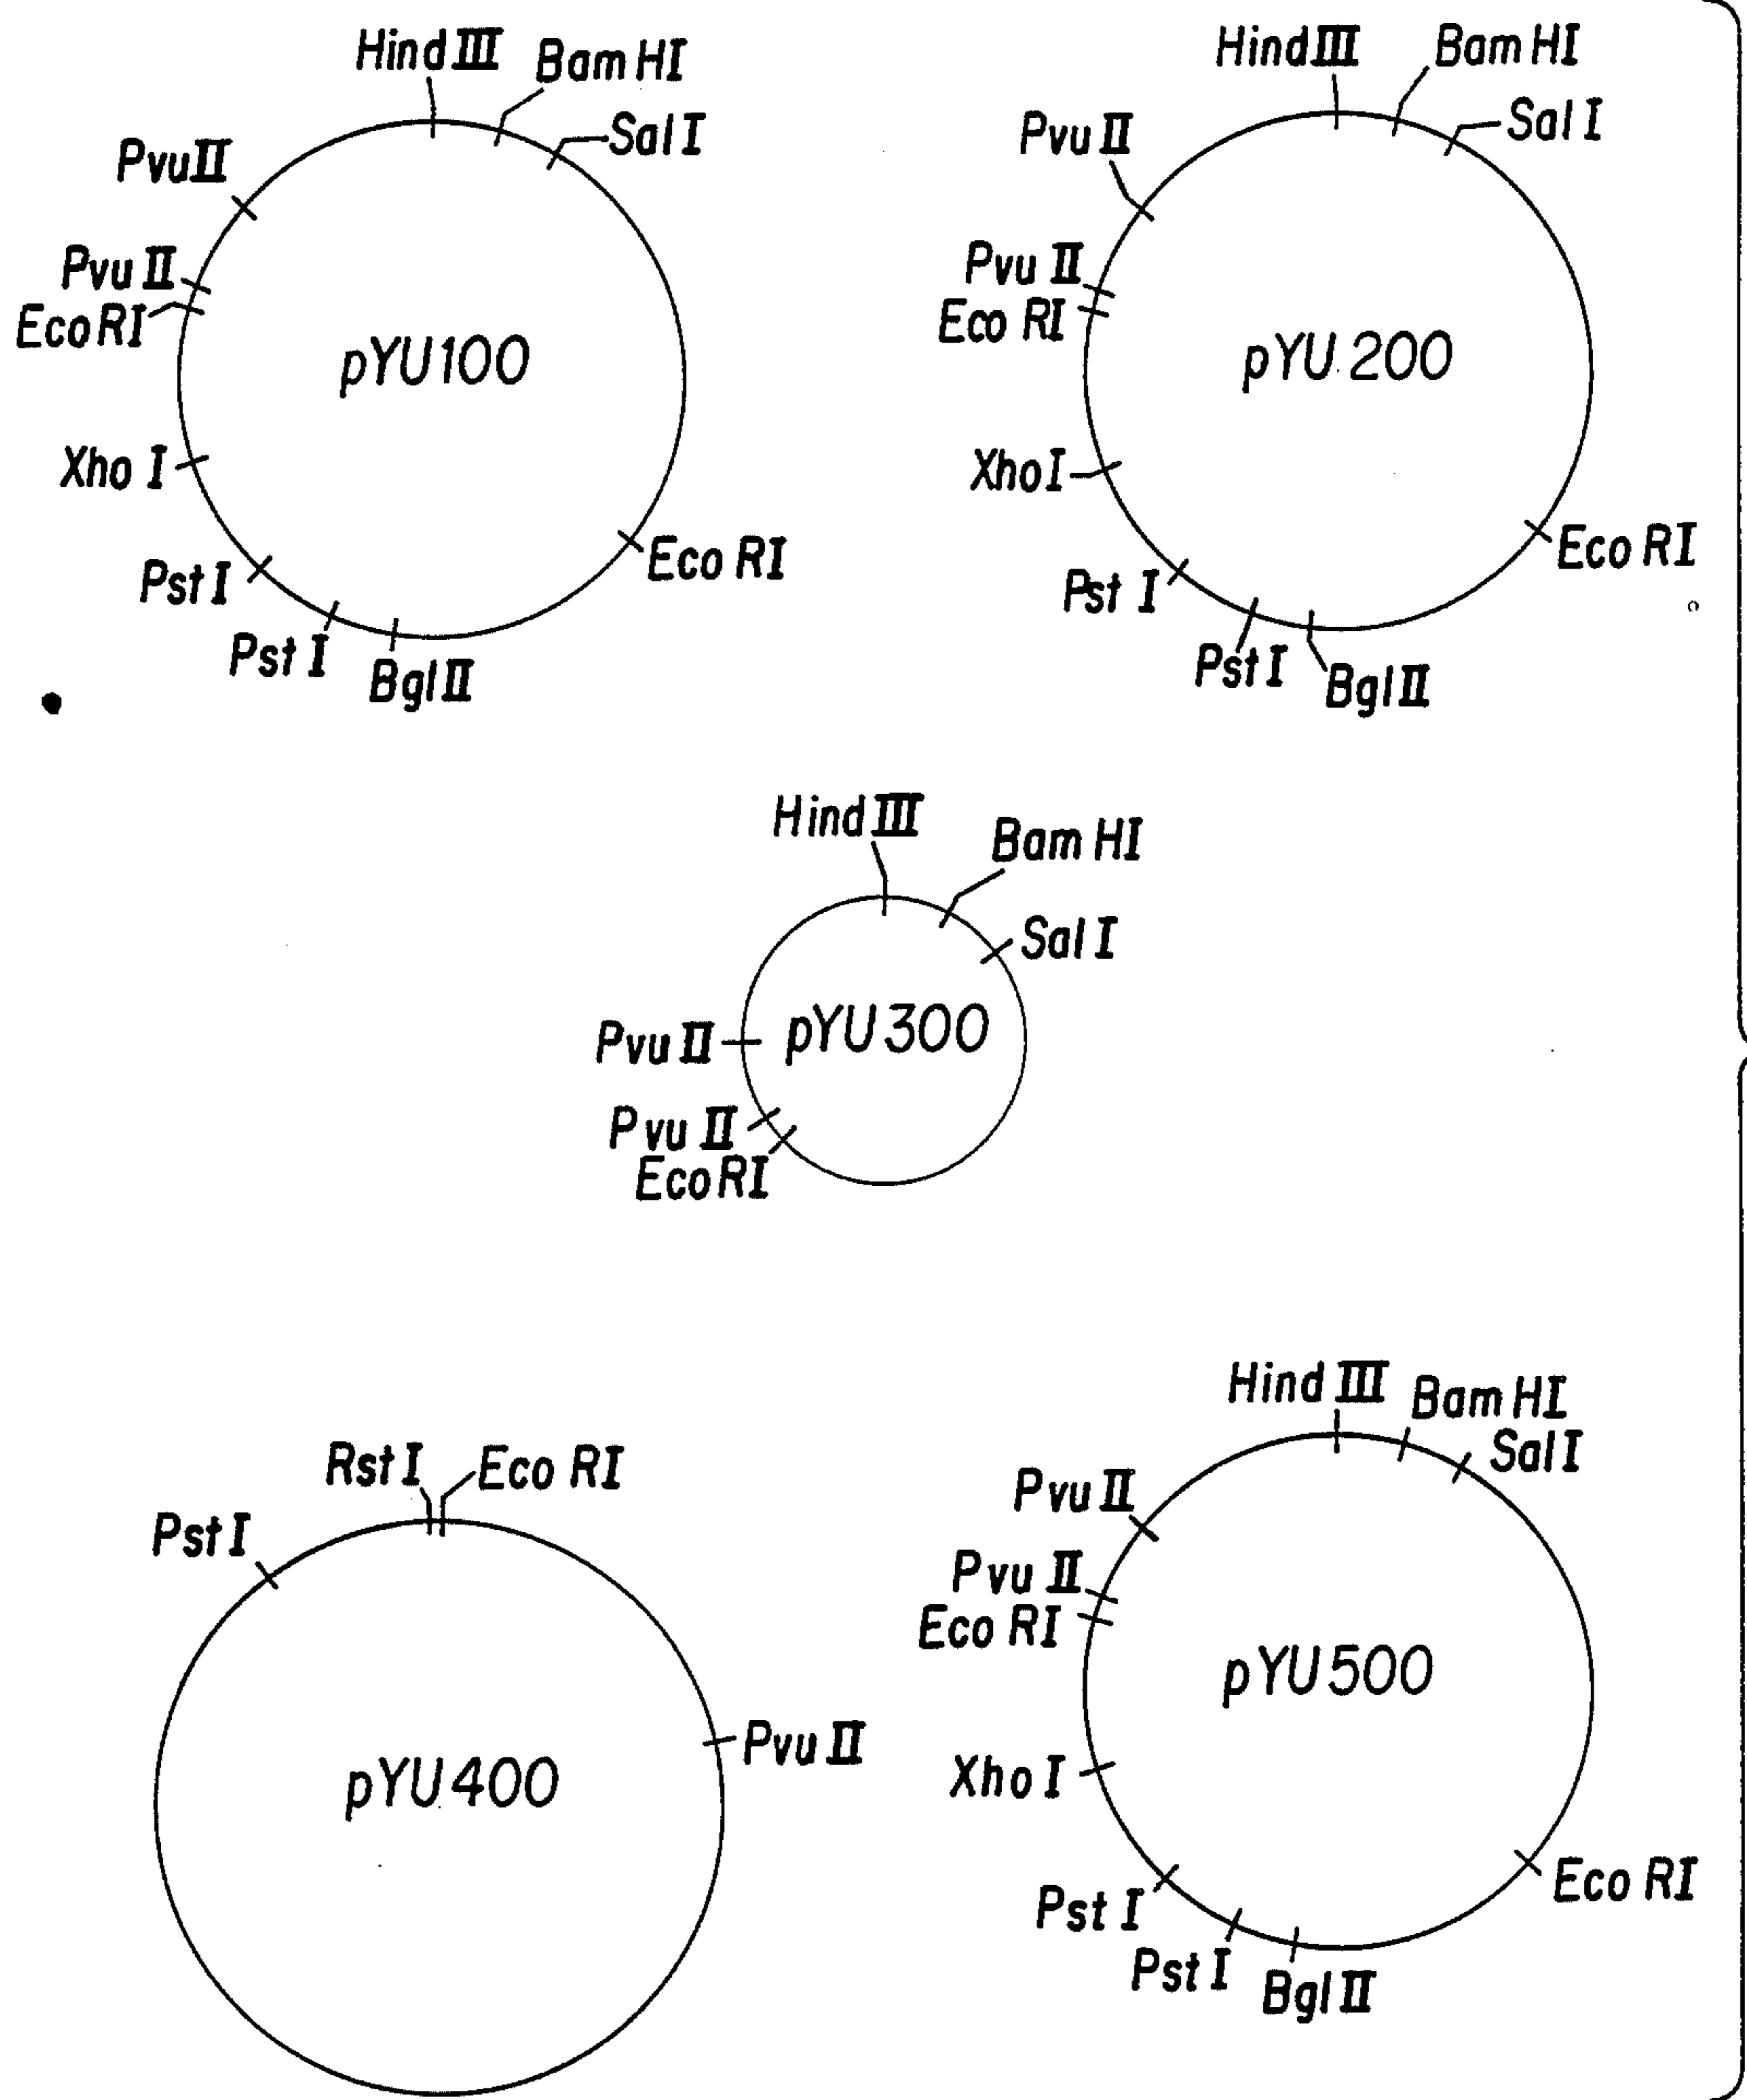 Hind III
Bam HI
Sal I
Pvu II
Pvu II
Eco RI
pYU100
Xho I
Eco RI
Pst I
Pst I
Bgl II
Hind III
Bam HI
Sal I
Pvu II
Pvu II
Eco RI
pYU 200
Xho I
Eco RI
Pst I
Pst I
Bgl II
Hind III
Bam HI
Sal I
pYU300
Pvu II
Pvu II
Eco RI
Rst I
Eco RI
Pst I
Pvu II
pYU400
Hind III
Bam HI
Sal I
Pvu II
Pvu II
Eco RI
pYU500
Xho I
Eco RI
Pst I
Pst I
Bgl II